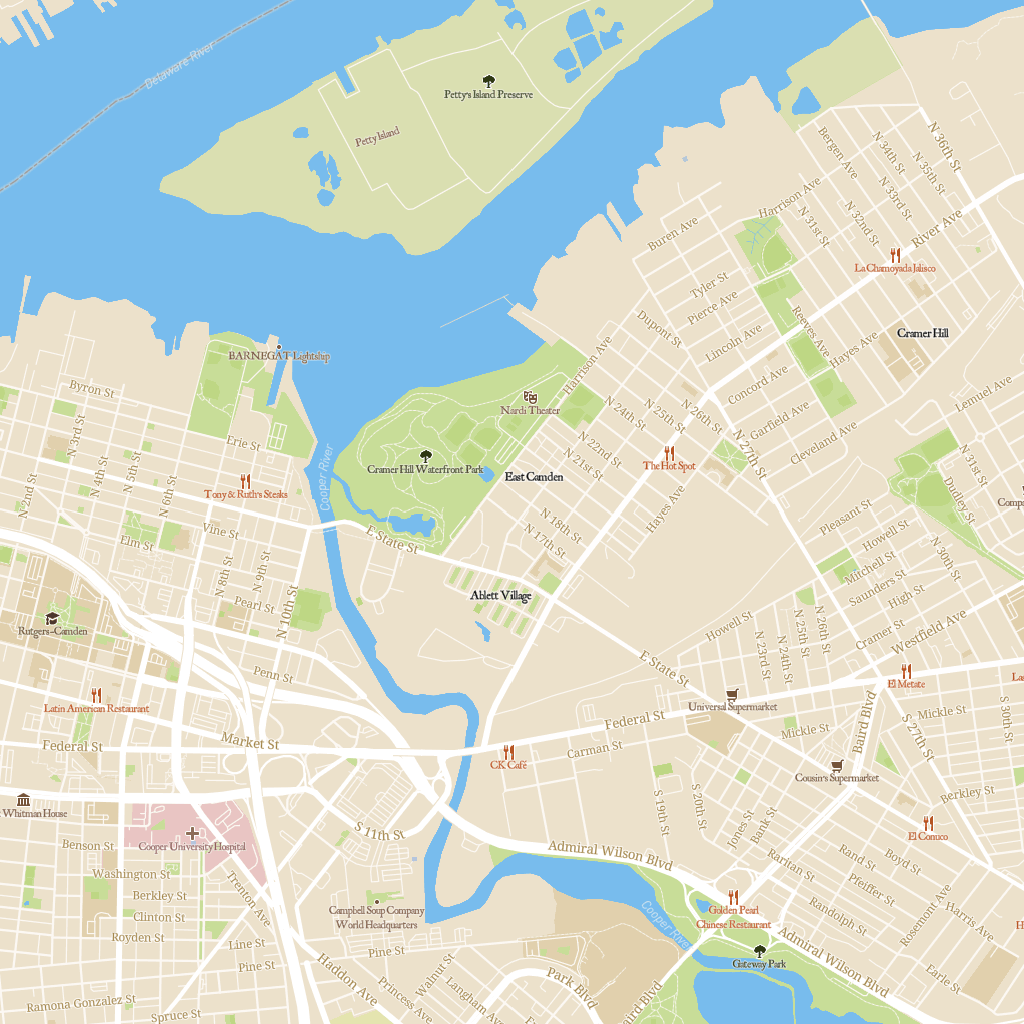 Delaware River
Petty's Island Preserve
Petty Island
N 36th St
Bergen Ave
N 34th St
N 35th St
N 33rd St
Harrison Ave
N 32nd St
N 31st St
River Ave
Buren Ave
La Chamoyada Jalisco
Tyler St
Pierce Ave
Dupont St
Lincoln Ave
Reeves Ave
Hayes Ave
Cramer Hill
BARNEGAT Lightship
Harrison Ave
Concord Ave
Lemuel Ave
Byron St
Nardi Theater
N 24th St
N 25th St
N 26th St
Garfield Ave
Cleveland Ave
N 3rd St
Erie St
N 22nd St
N 27th St
N 21st St
The Hot Spot
N 31st St
Cramer Hill Waterfront Park
East Camden
N 2nd St
N 4th St
N 5th St
N 6th St
Tony & Ruth's Steaks
Cooper River
Hayes Ave
Dudley St
Pleasant St
Vine St
Elm St
E State St
N 18th St
N 17th St
Howell St
Mitchell St
N 30th St
Saunders St
High St
N 8th St
N 9th St
Pearl St
N 10th St
Ablett Village
Rutgers-Camden
Howell St
N 23rd St
N 24th St
N 25th St
N 26th St
Cramer St
Westfield Ave
Penn St
E State St
El Metate
Latin American Restaurant
Universal Supermarket
Federal St
Mickle St
Mickle St
Baird Blvd
S 27th St
N 30th St
Market St
Federal St
Carman St
CK Café
Cousin's Supermarket
Berkley St
Whitman House
S 11th St
S 19th St
S 20th St
Jones St
Bank St
El Conuco
Benson St
Cooper University Hospital
Admiral Wilson Blvd
Raritan St
Rand St
Boyd St
Washington St
Trenton Ave
Pfeiffer St
Berkley St
Clinton St
Campbell Soup Company
World Headquarters
Golden Pearl
Chinese Restaurant
Cooper River
Randolph St
Rosemont Ave
Harris Ave
Royden St
Line St
Pine St
Pine St
Haddon Ave
Walnut St
Gateway Park
Admiral Wilson Blvd
Earle St
Princess Ave
Langham Ave
Park Blvd
Baird Blvd
Ramona Gonzalez St
Spruce St